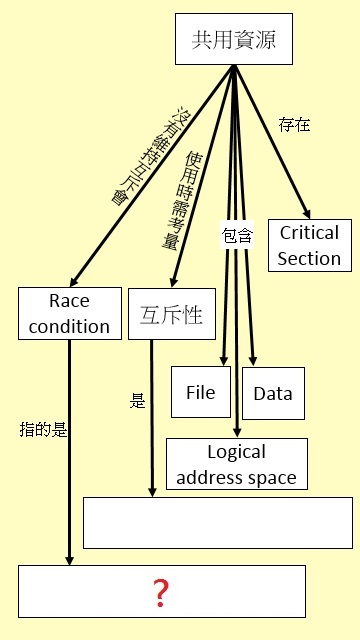 共用資源
沒有維持互斥會
使用時需考量
包含
存在
Critical
Section
Race
condition
互斥性
File
Data
是
指的是
Logical
address space
?